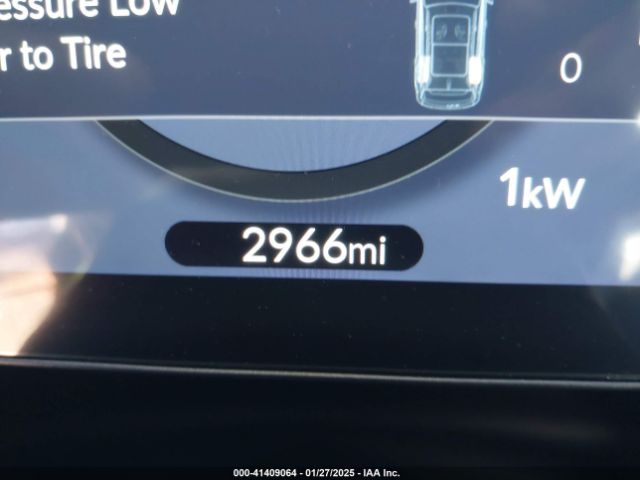 essure Low
r to Tire
0
1kW
2966mi
000-41409064 - 01/27/2025 - IAA Inc.